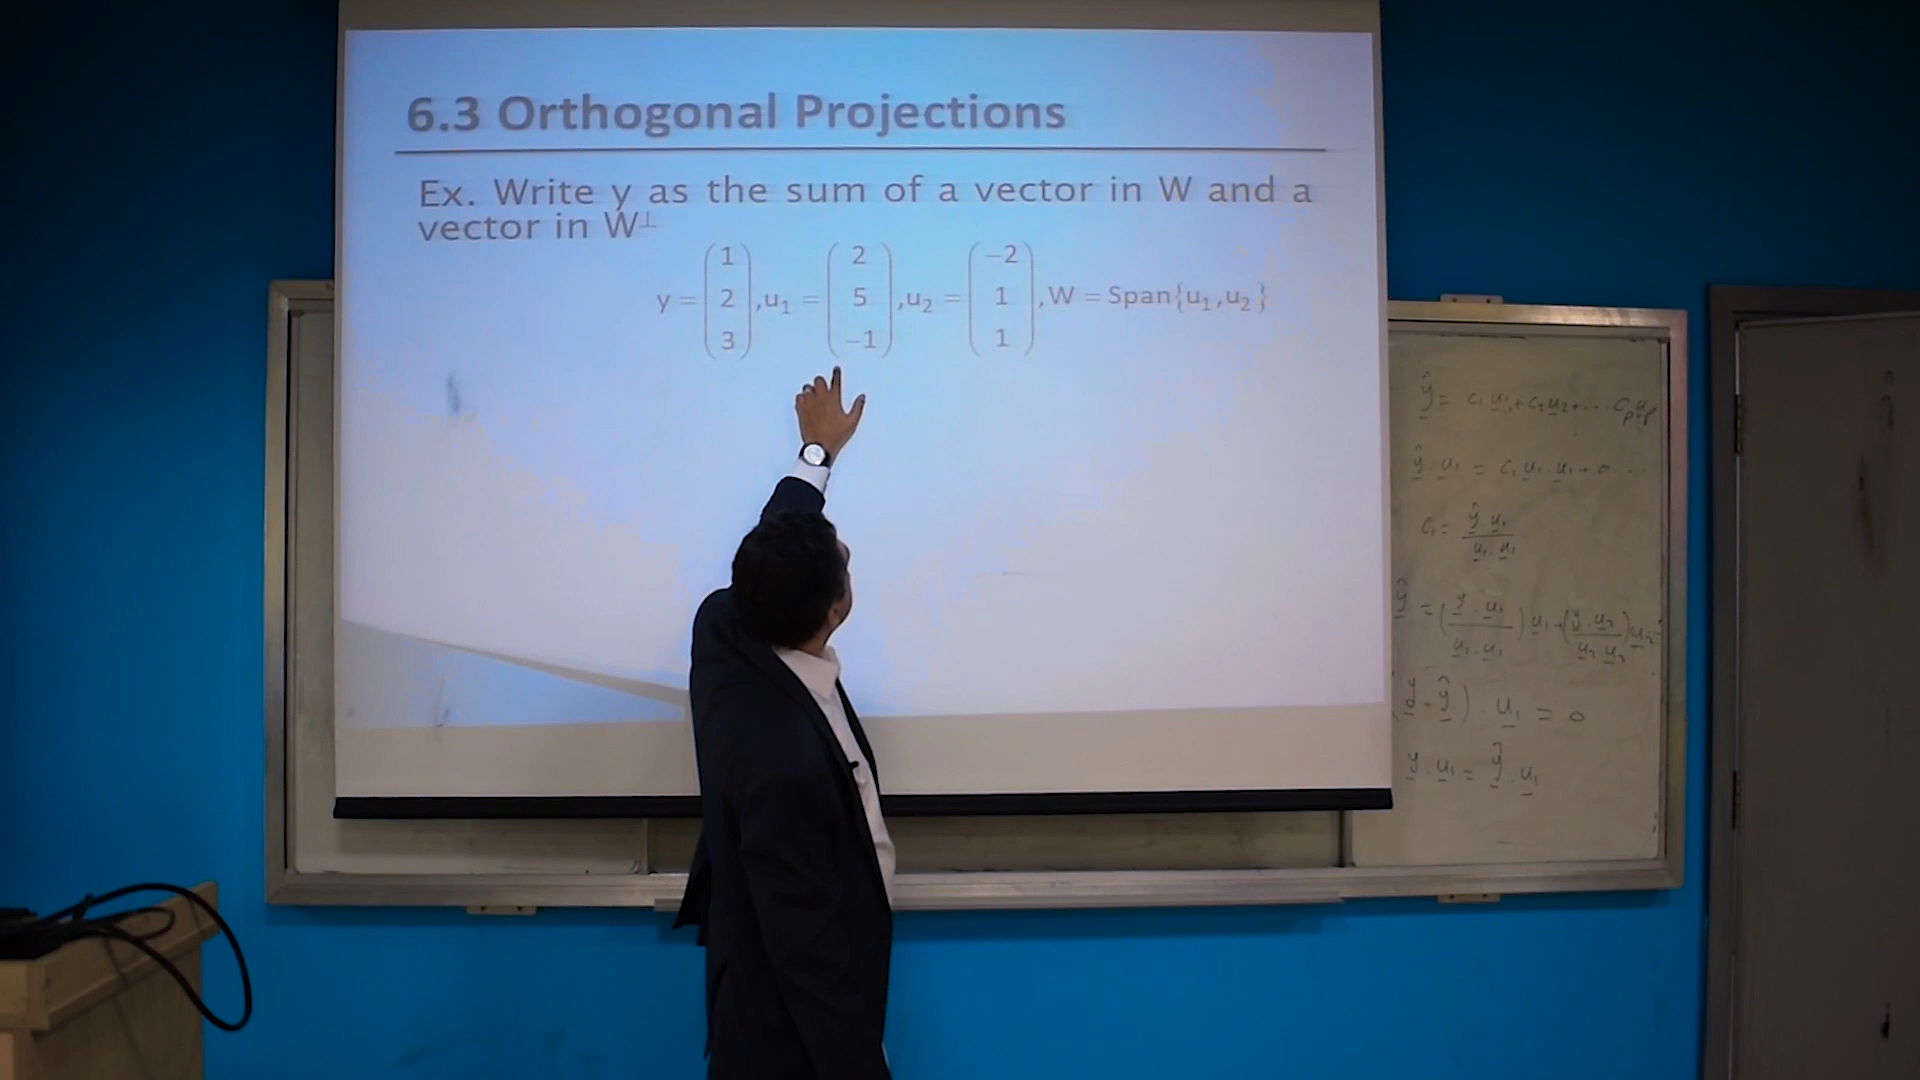 6.3 Orthogonal Projections
Ex. Write y as the sum of a vector in W and a
vector in W⊥
y = (1 2 3), u₁ = (2 5 −1), u₂ = (−2 1 1), W = Span{u₁, u₂}
ŷ = c₁u₁ + c₂u₂ + ... cₚuₚ
ŷ . u₁ = c₁ u₁ . u₁ + 0 ...
c₁ = ŷ . u₁ / u₁ . u₁
ŷ = (y . u₁ / u₁ . u₁) u₁ + (y . u₂ / u₂ . u₂) u₂
(y - ŷ) . u₁ = 0
y . u₁ = ŷ . u₁